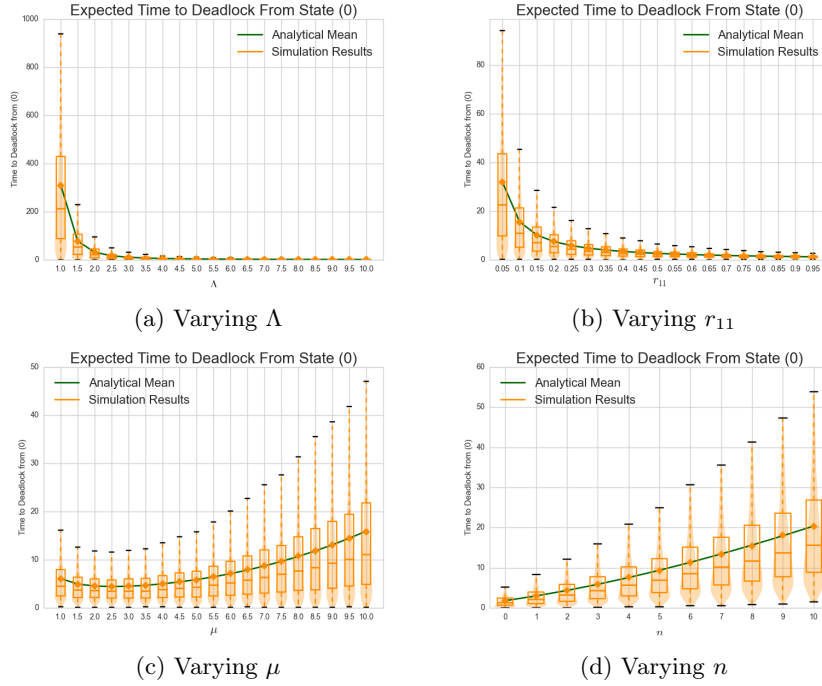 Expected Time to Deadlock From State (0)
1000
800
600
400
200
0
Time to Deadlock from (0)
Analytical Mean
Simulation Results
1.0 1.5 2.0 2.5 3.0 3.5 4.0 4.5 5.0 5.5 6.0 6.5 7.0 7.5 8.0 8.5 9.0 9.5 10.0
Λ
(a) Varying Λ
Expected Time to Deadlock From State (0)
80
60
40
20
0
Time to Deadlock from (0)
Analytical Mean
Simulation Results
0.05 0.1 0.15 0.2 0.25 0.3 0.35 0.4 0.45 0.5 0.55 0.6 0.65 0.7 0.75 0.8 0.85 0.9 0.95
r₁₁
(b) Varying r₁₁
Expected Time to Deadlock From State (0)
50
40
30
20
10
0
Time to Deadlock from (0)
Analytical Mean
Simulation Results
1.0 1.5 2.0 2.5 3.0 3.5 4.0 4.5 5.0 5.5 6.0 6.5 7.0 7.5 8.0 8.5 9.0 9.5 10.0
μ
(c) Varying μ
Expected Time to Deadlock From State (0)
60
50
40
30
20
10
0
Time to Deadlock from (0)
Analytical Mean
Simulation Results
0 1 2 3 4 5 6 7 8 9 10
n
(d) Varying n